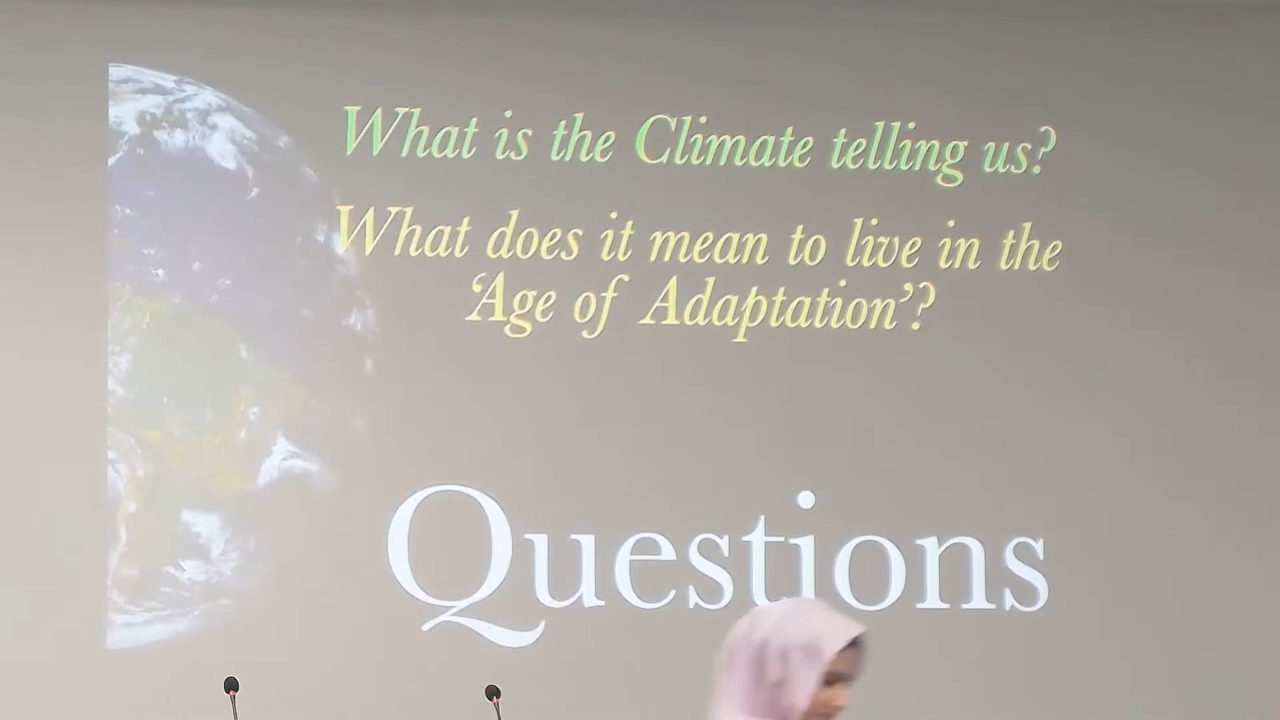 What is the Climate telling us?
What does it mean to live in the
‘Age of Adaptation’?
Questions